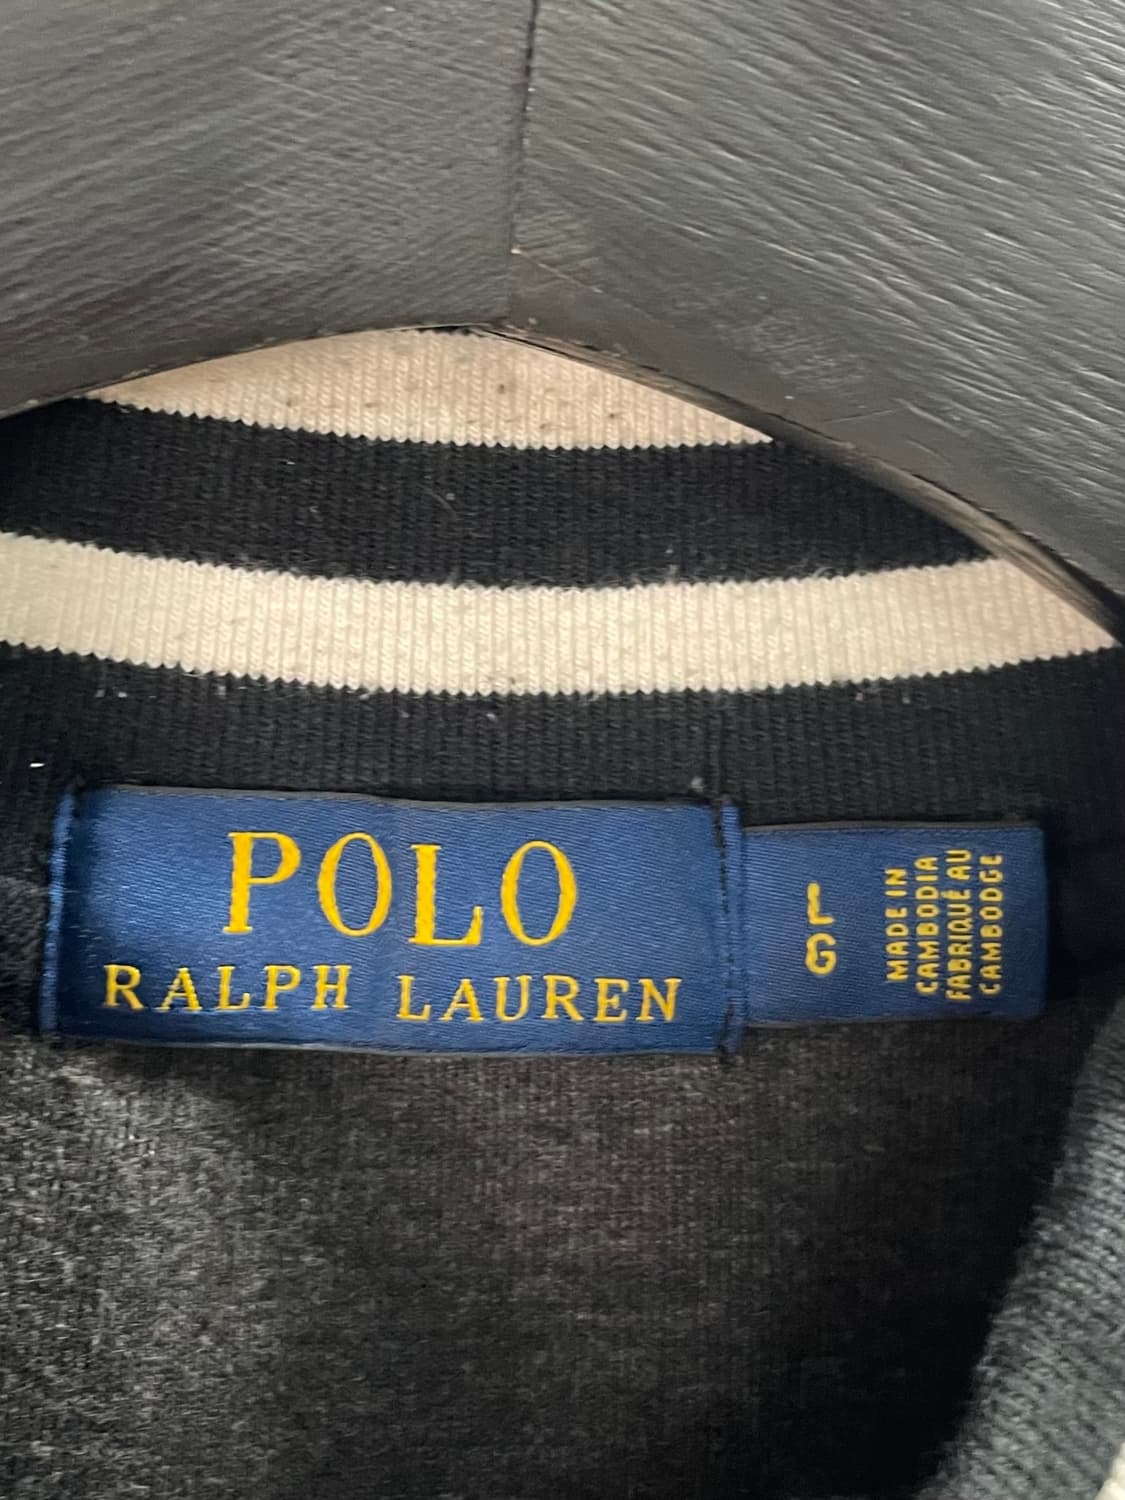 POLO
RALPH LAUREN
L
G
MADE IN
CAMBODIA
FABRIQUÉ AU
CAMBODGE